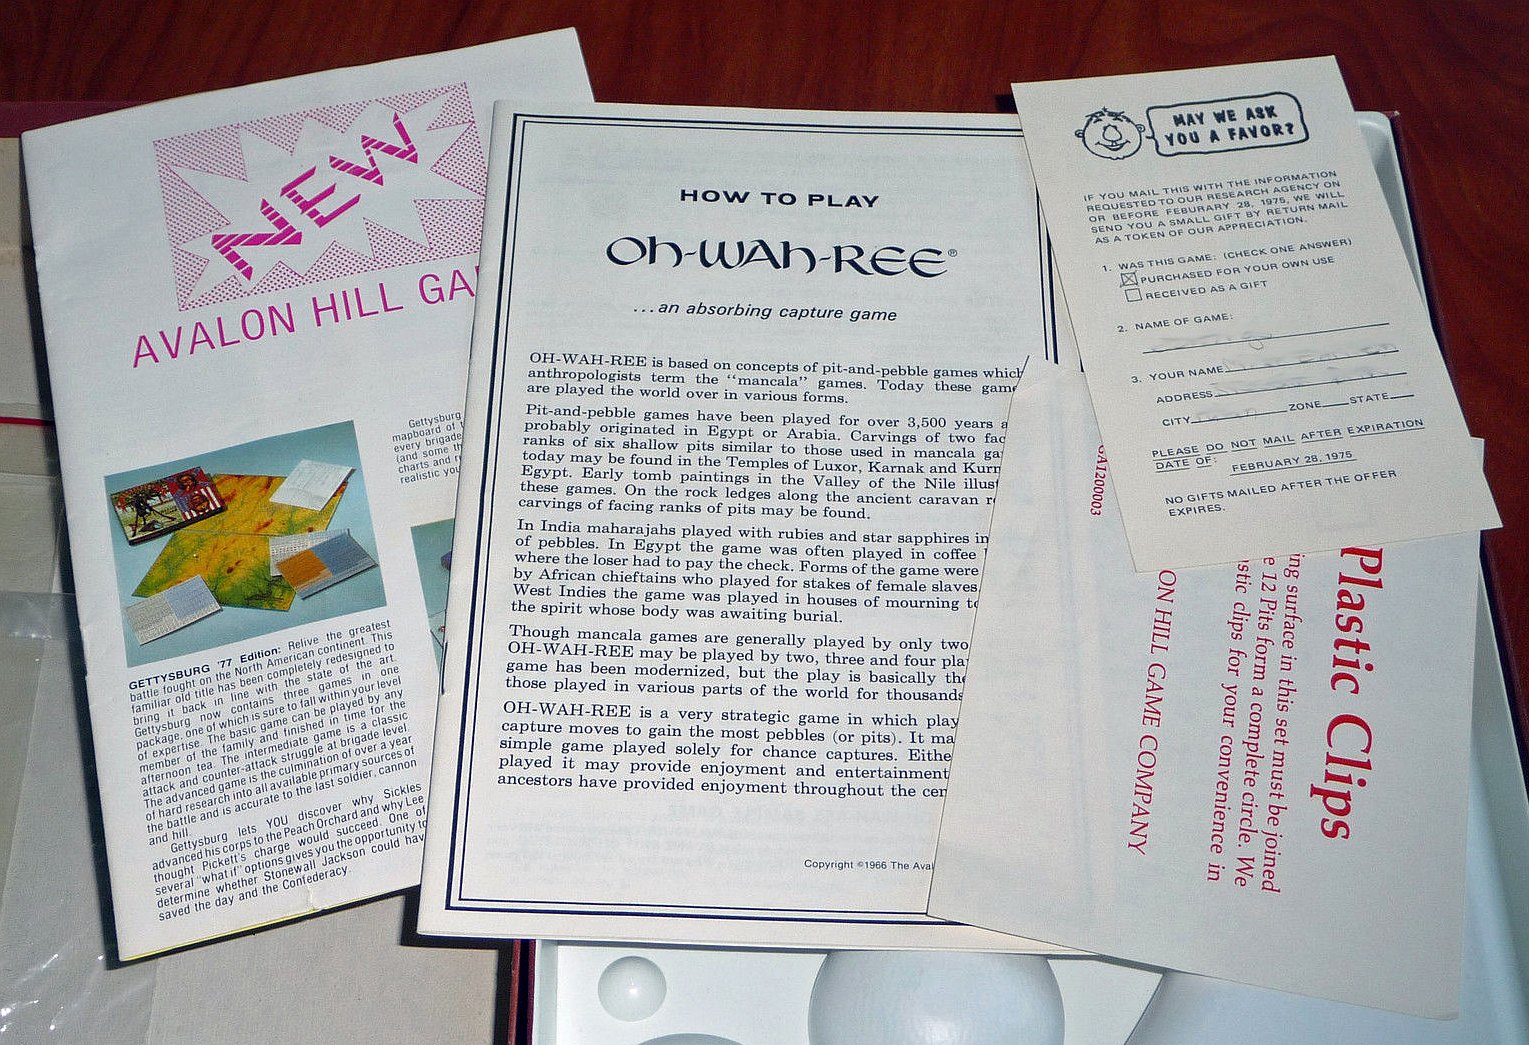 NEW
AVALON HILL GA
Gettysburg
mapboard of
every brigade
(and some th
charts and
realistic you
GETTYSBURG '77 Edition: Relive the greatest
battle fought on the North American continent. This
familiar old title has been completely redesigned to
bring it back in line with the state of the art.
Gettysburg now contains three games in one
package, one of which is sure to fall within your level
of expertise. The basic game can be played by any
member of the family and finished in time for the
afternoon tea. The intermediate game is a classic
attack and counter-attack struggle at brigade level.
The advanced game is the culmination of over a year
of hard research into all available primary sources of
the battle and is accurate to the last soldier, cannon
and hill.
Gettysburg lets YOU discover why Sickles
advanced his corps to the Peach Orchard and why Lee
thought Pickett's charge would succeed. One of
several "what if" options gives you the opportunity to
determine whether Stonewall Jackson could hav
saved the day and the Confederacy.
HOW TO PLAY
OH-WAH-REE®
...an absorbing capture game
OH-WAH-REE is based on concepts of pit-and-pebble games which
anthropologists term the "mancala" games. Today these game
are played the world over in various forms.
Pit-and-pebble games have been played for over 3,500 years a
probably originated in Egypt or Arabia. Carvings of two fac
ranks of six shallow pits similar to those used in mancala ga
today may be found in the Temples of Luxor, Karnak and Kurn
Egypt. Early tomb paintings in the Valley of the Nile illus
these games. On the rock ledges along the ancient caravan r
carvings of facing ranks of pits may be found.
In India maharajahs played with rubies and star sapphires in
of pebbles. In Egypt the game was often played in coffee
where the loser had to pay the check. Forms of the game were
by African chieftains who played for stakes of female slaves.
West Indies the game was played in houses of mourning to
the spirit whose body was awaiting burial.
Though mancala games are generally played by only two
OH-WAH-REE may be played by two, three and four pla
game has been modernized, but the play is basically the
those played in various parts of the world for thousands
OH-WAH-REE is a very strategic game in which play
capture moves to gain the most pebbles (or pits). It ma
simple game played solely for chance captures. Eithe
played it may provide enjoyment and entertainment
ancestors have provided enjoyment throughout the cen
Copyright ©1966 The Aval
MAY WE ASK
YOU A FAVOR?
IF YOU MAIL THIS WITH THE INFORMATION
REQUESTED TO OUR RESEARCH AGENCY ON
OR BEFORE FEBURARY 28, 1975, WE WILL
SEND YOU A SMALL GIFT BY RETURN MAIL
AS A TOKEN OF OUR APPRECIATION.
1. WAS THIS GAME: (CHECK ONE ANSWER)
PURCHASED FOR YOUR OWN USE
RECEIVED AS A GIFT
2. NAME OF GAME:
3. YOUR NAME
ADDRESS
CITY ZONE STATE
PLEASE DO NOT MAIL AFTER EXPIRATION
DATE OF: FEBRUARY 28, 1975
NO GIFTS MAILED AFTER THE OFFER
EXPIRES.
Plastic Clips
ing surface in this set must be joined
e 12 Pits form a complete circle. We
stic clips for your convenience in
ON HILL GAME COMPANY
GA1200003